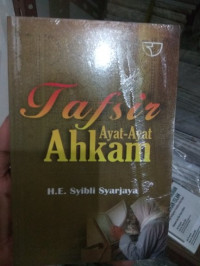 Tafsir
Ayat-Ayat
Ahkam
H.E. Syibli Syarjaya